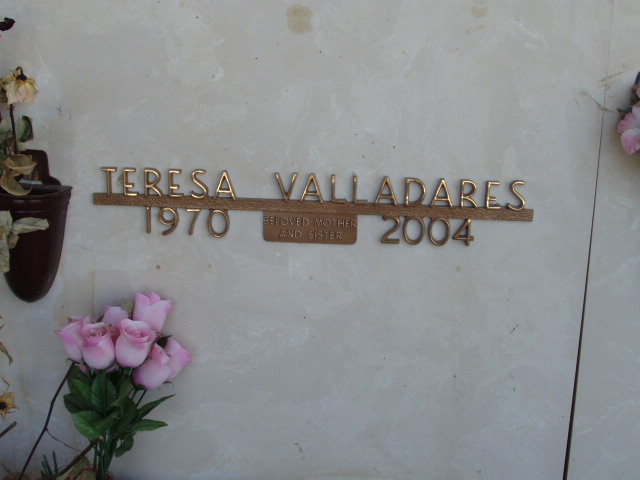 TERESA VALLADARES
1970 BELOVED MOTHER 2004
AND SISTER